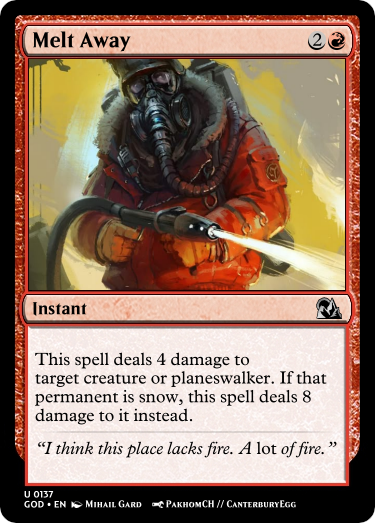 Melt Away 2
Instant
This spell deals 4 damage to
target creature or planeswalker. If that
permanent is snow, this spell deals 8
damage to it instead.
“I think this place lacks fire. A lot of fire.”
U 0137
GOD • EN Mihail Gard PakhomCH // CanterburyEgg